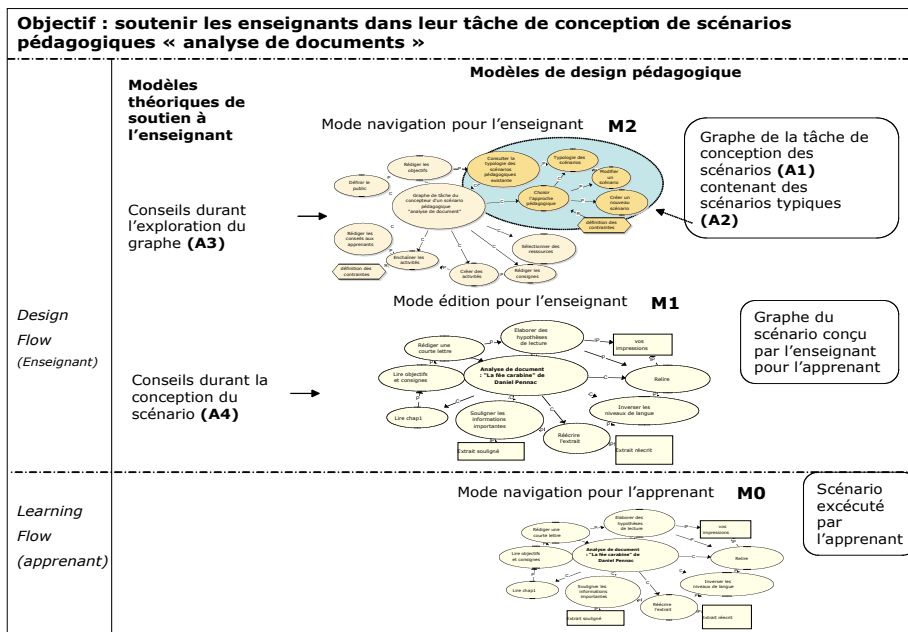 Objectif : soutenir les enseignants dans leur tâche de conception de scénarios
pédagogiques « analyse de documents »
Modèles
théoriques de
soutien à
l’enseignant
Modèles de design pédagogique
Mode navigation pour l’enseignant M2
Rédiger les
objectifs
Définir le
public
Consulter la
typologie des
scénarios
pédagogiques
existante
Typologie des
scénarios
Modifier
un
scénario
Choisir
l'approche
pédagogique
Créer un
nouveau
scénario
définition des
contraintes
Graphe de tâche du
concepteur d'un scénario
pédagogique
"analyse de document"
Rédiger les
conseils aux
apprenants
définition des
contraintes
Enchaîner les
activités
Créer des
activités
Rédiger les
consignes
Sélectionner des
ressources
Graphe de la tâche de
conception des
scénarios (A1)
contenant des
scénarios typiques
(A2)
Conseils durant
l’exploration du
graphe (A3)
Design
Flow
(Enseignant)
Mode édition pour l’enseignant M1
Elaborer des
hypothèses
de lecture
Rédiger une
courte lettre
vos
impressions
Analyse de document
: "La fée carabine" de
Daniel Pennac
Lire objectifs
et consignes
Relire
Lire chap1
Souligner les
informations
importantes
Inverser les
niveaux de langue
Réécrire
l'extrait
Extrait souligné
Extrait réecrit
Graphe du
scénario conçu
par l’enseignant
pour l’apprenant
Conseils durant la
conception du
scénario (A4)
Learning
Flow
(apprenant)
Mode navigation pour l’apprenant M0
Elaborer des
hypothèses
de lecture
Rédiger une
courte lettre
vos
impressions
Analyse de document
: "La fée carabine" de
Daniel Pennac
Lire objectifs
et consignes
Relire
Lire chap1
Souligner les
informations
importantes
Inverser les
niveaux de langue
Réécrire
l'extrait
Extrait souligné
Extrait réecrit
Scénario
excécuté
par
l’apprenant